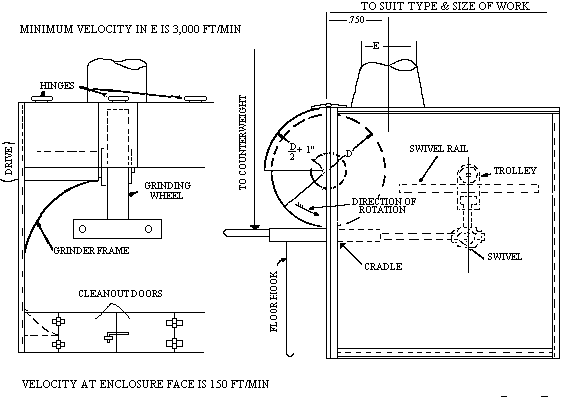 TO SUIT TYPE & SIZE OF WORK
.750
MINIMUM VELOCITY IN E IS 3,000 FT/MIN
E
HINGES
TO COUNTERWEIGHT
D/2 + 1"
D
SWIVEL RAIL
TROLLEY
(DRIVE)
GRINDING
WHEEL
DIRECTION OF
ROTATION
GRINDER FRAME
SWIVEL
CRADLE
CLEANOUT DOORS
FLOOR HOOK
VELOCITY AT ENCLOSURE FACE IS 150 FT/MIN